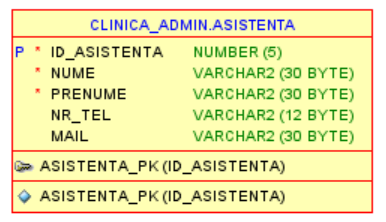 CLINICA_ADMIN.ASISTENTA
P * ID_ASISTENTA NUMBER (5)
* NUME VARCHAR2 (30 BYTE)
* PRENUME VARCHAR2 (30 BYTE)
NR_TEL VARCHAR2 (12 BYTE)
MAIL VARCHAR2 (30 BYTE)
ASISTENTA_PK (ID_ASISTENTA)
ASISTENTA_PK (ID_ASISTENTA)